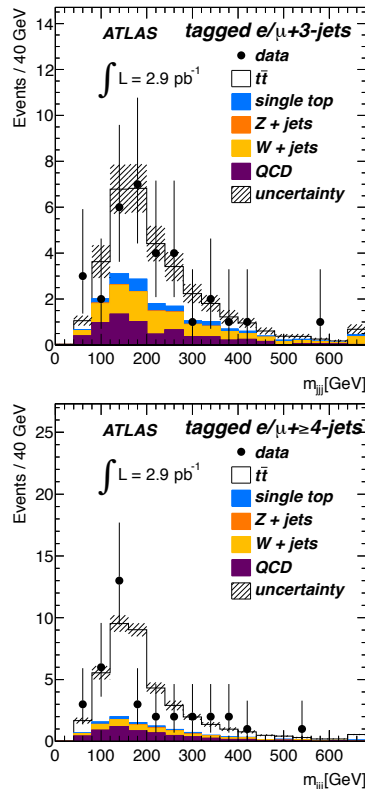 Events / 40 GeV
14
12
10
8
6
4
2
0
ATLAS
tagged e/μ+3-jets
∫ L = 2.9 pb⁻¹
data
tt̄
single top
Z + jets
W + jets
QCD
uncertainty
0 100 200 300 400 500 600
m_jjj[GeV]
Events / 40 GeV
25
20
15
10
5
0
ATLAS
tagged e/μ+≥4-jets
∫ L = 2.9 pb⁻¹
data
tt̄
single top
Z + jets
W + jets
QCD
uncertainty
0 100 200 300 400 500 600
m_jjj[GeV]